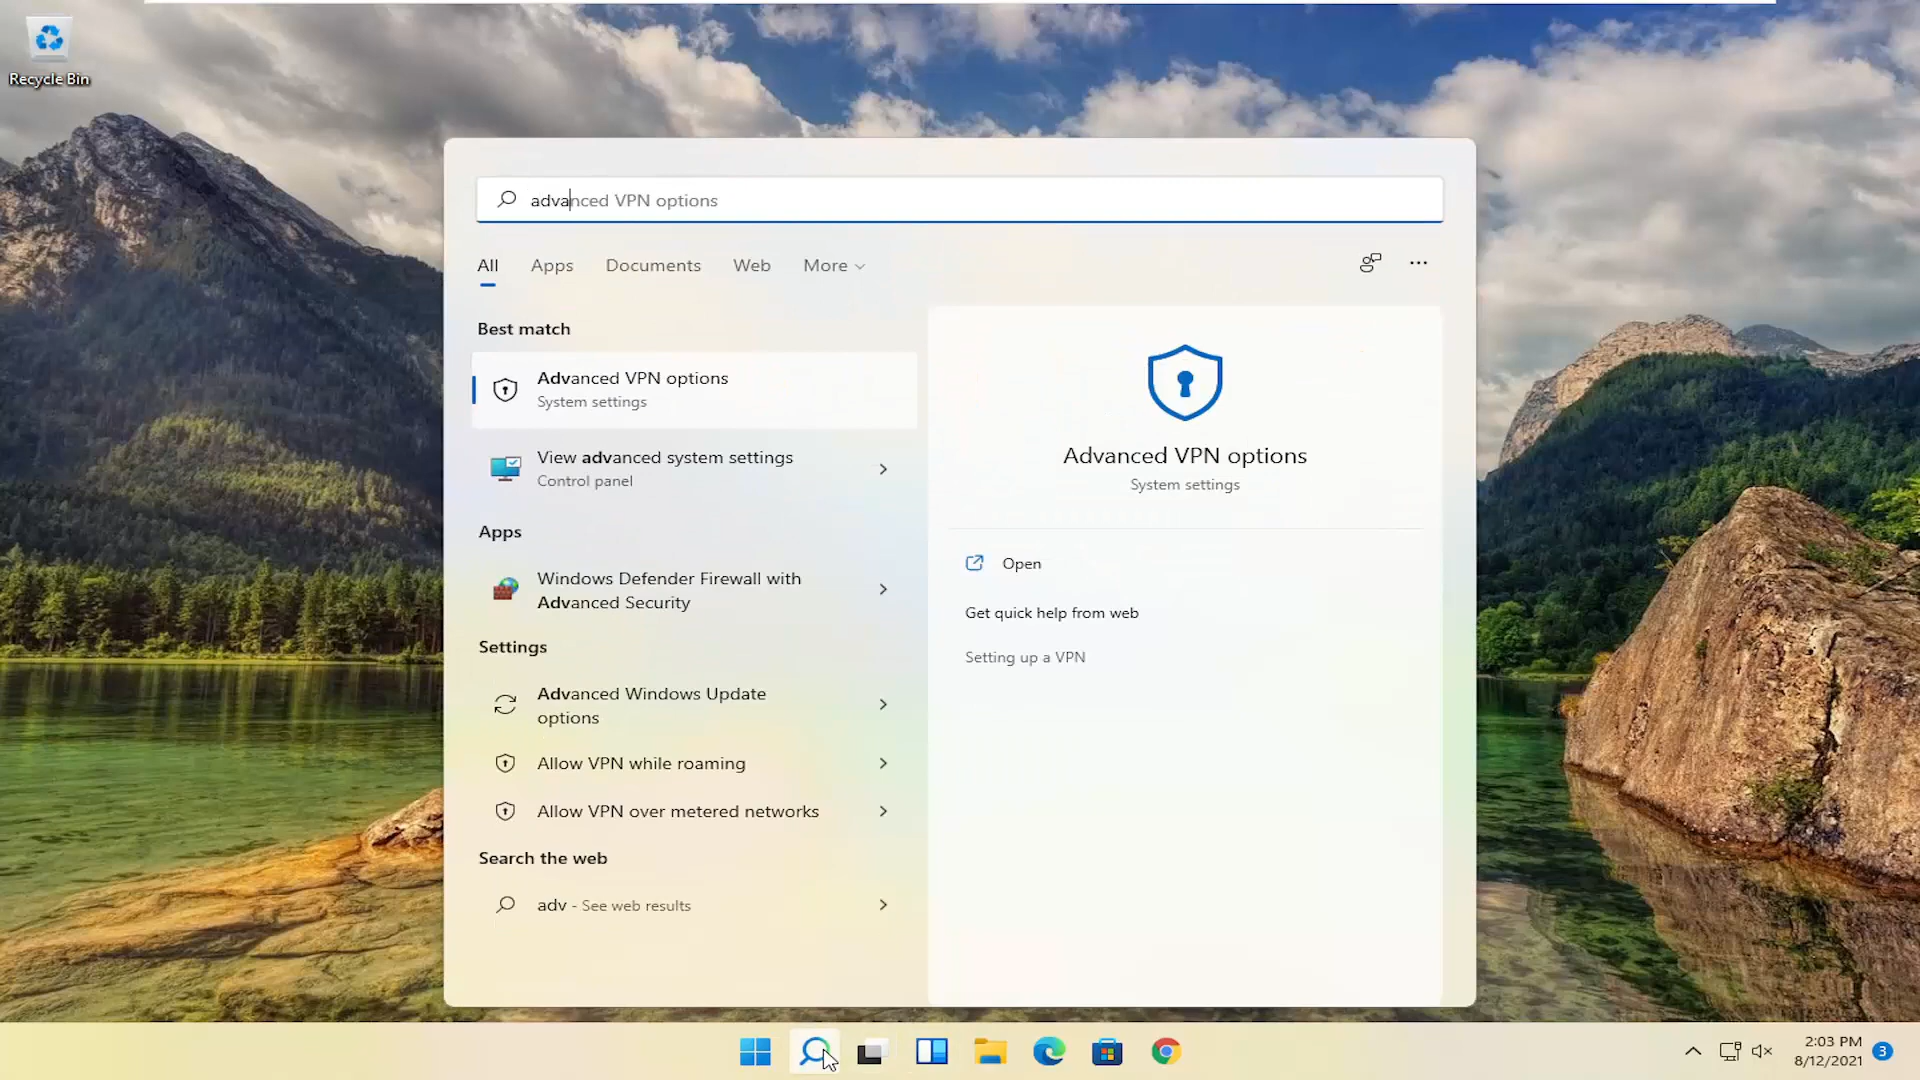 Recycle Bin
advanced VPN options
All Apps Documents Web More
Best match
Advanced VPN options
System settings
View advanced system settings
Control panel
Apps
Windows Defender Firewall with
Advanced Security
Settings
Advanced Windows Update
options
Allow VPN while roaming
Allow VPN over metered networks
Search the web
adv - See web results
Advanced VPN options
System settings
Open
Get quick help from web
Setting up a VPN
2:03 PM
8/12/2021
3